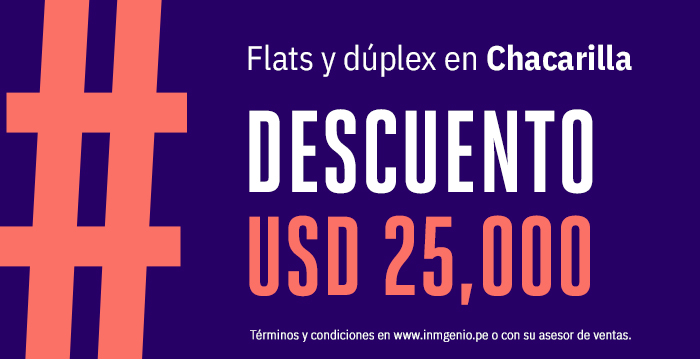 #
Flats y dúplex en Chacarilla
DESCUENTO
USD 25,000
Términos y condiciones en www.inmgenio.pe o con su asesor de ventas.